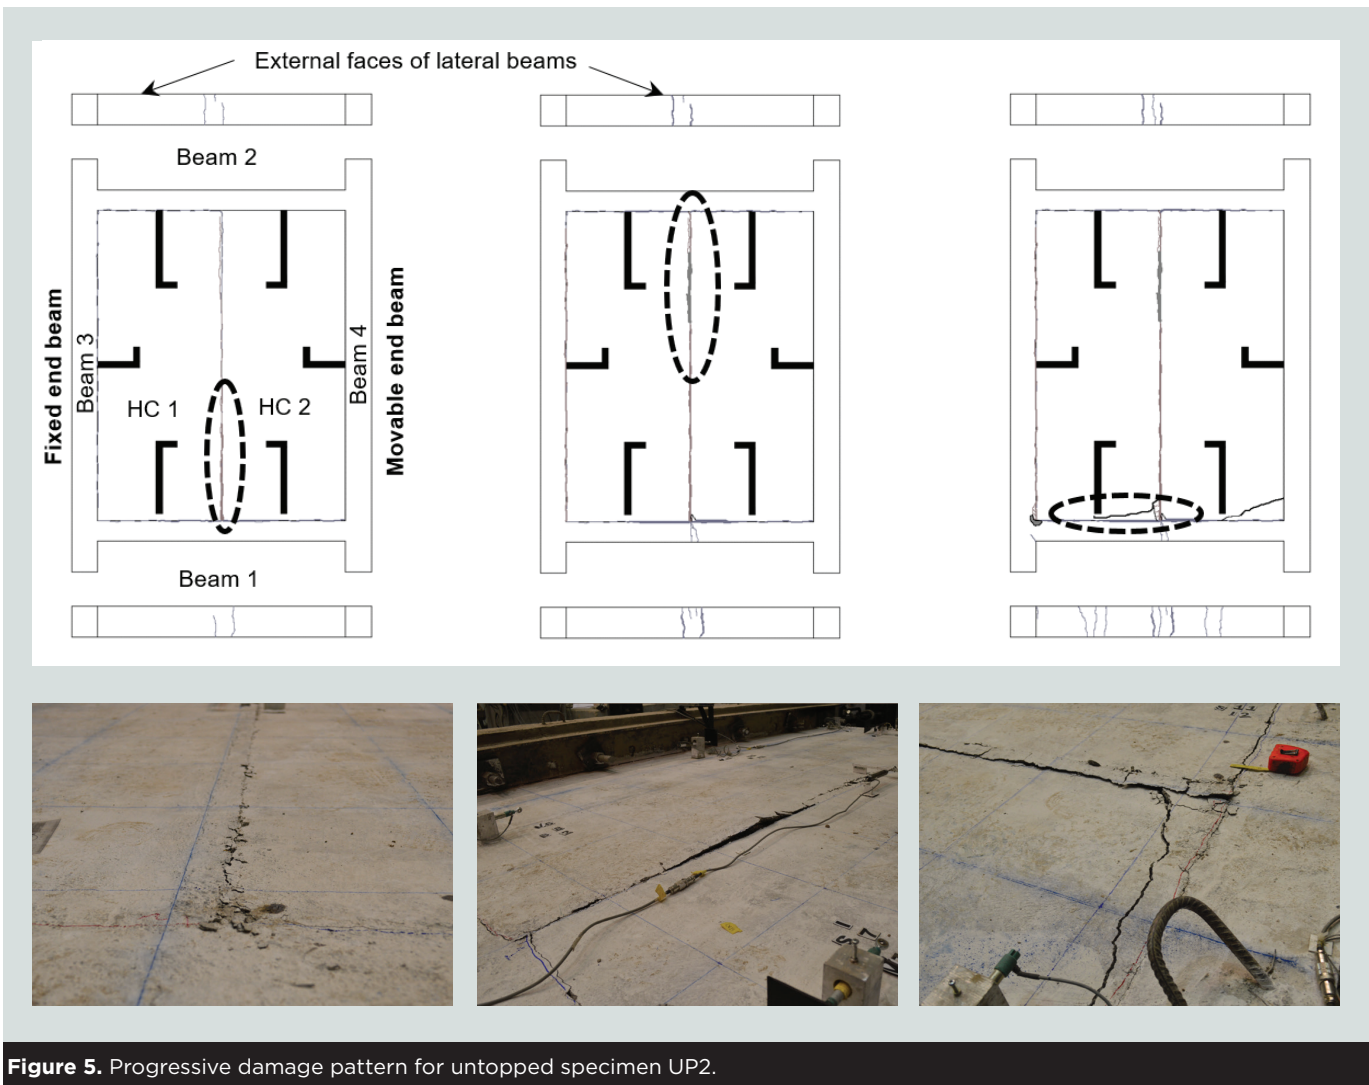 External faces of lateral beams
Beam 2
Fixed end beam
Beam 3
HC 1
HC 2
Beam 4
Movable end beam
Beam 1
Figure 5. Progressive damage pattern for untopped specimen UP2.